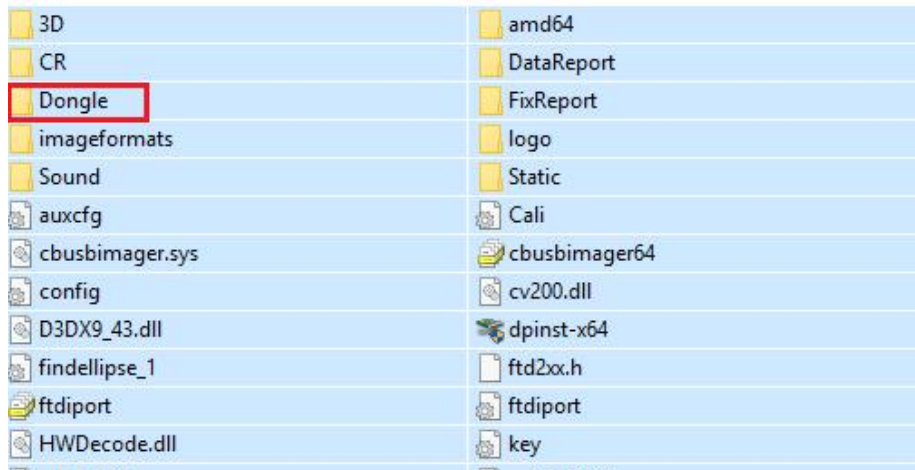 3D
amd64
CR
DataReport
Dongle
FixReport
imageformats
logo
Sound
Static
auxcfg
Cali
cbusbimager.sys
cbusbimager64
config
cv200.dll
D3DX9_43.dll
dpinst-x64
findellipse_1
ftd2xx.h
ftdiport
ftdiport
HWDecode.dll
key